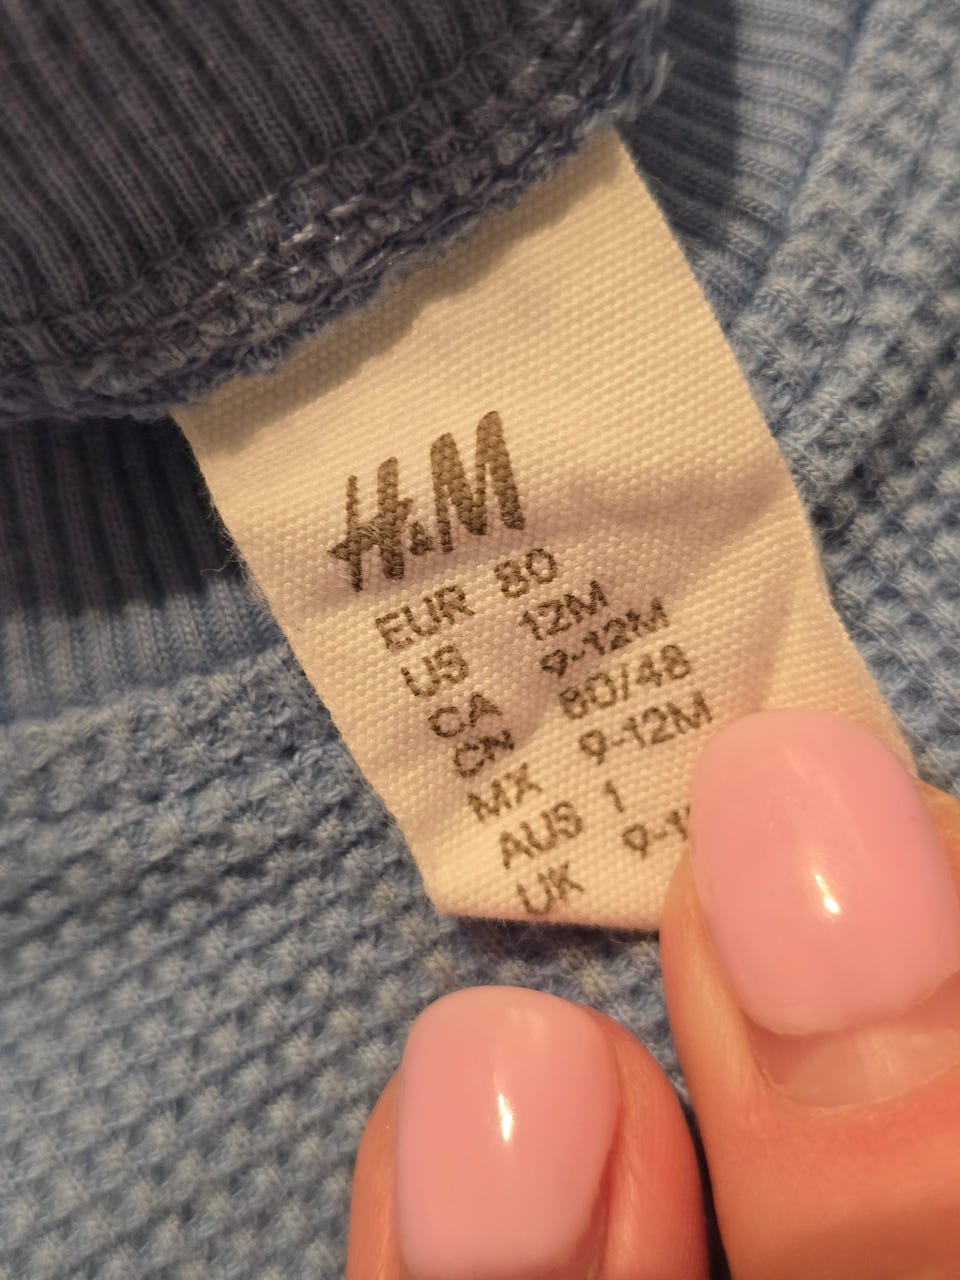 H&M
EUR 80
US 12M
CA 9-12M
CN 80/48
MX 9-12M
AUS 1
UK